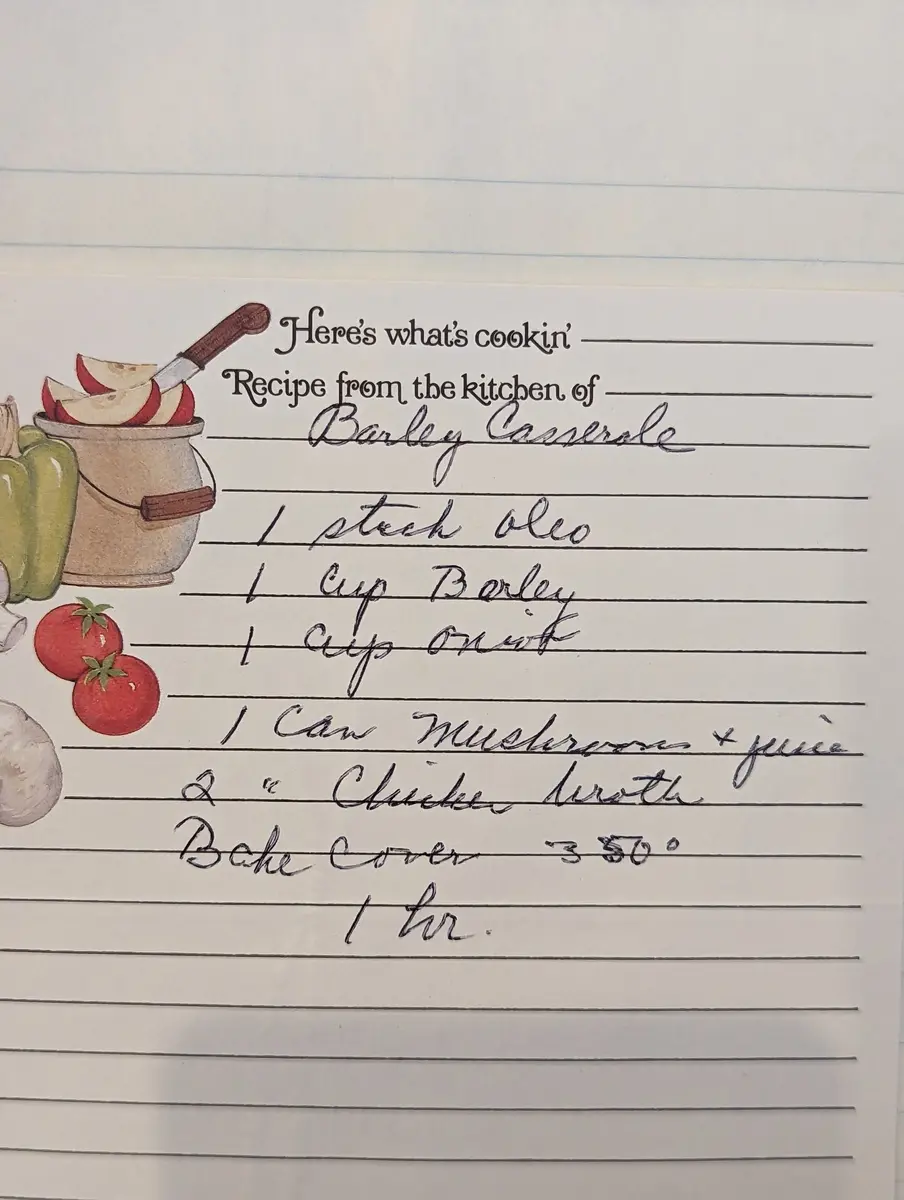 Here's what's cookin'
Recipe from the kitchen of
Barley Casserole
1 stick oleo
1 cup Barley
1 cup onion
1 can mushrooms + juice
2 " Chicken broth
Bake cover 350°
1 hr.